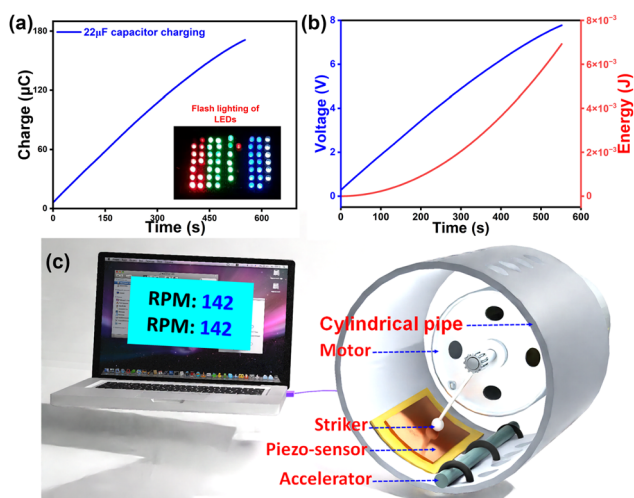 (a)
22μF capacitor charging
Charge (μC)
180
120
60
0
Flash lighting of
LEDs
0 150 300 450 600
Time (s)
(b)
Voltage (V)
8
6
4
2
0
Energy (J)
8×10⁻³
6×10⁻³
4×10⁻³
2×10⁻³
0
0 100 200 300 400 500 600
Time (s)
(c)
RPM: 142
RPM: 142
Cylindrical pipe
Motor
Striker
Piezo-sensor
Accelerator